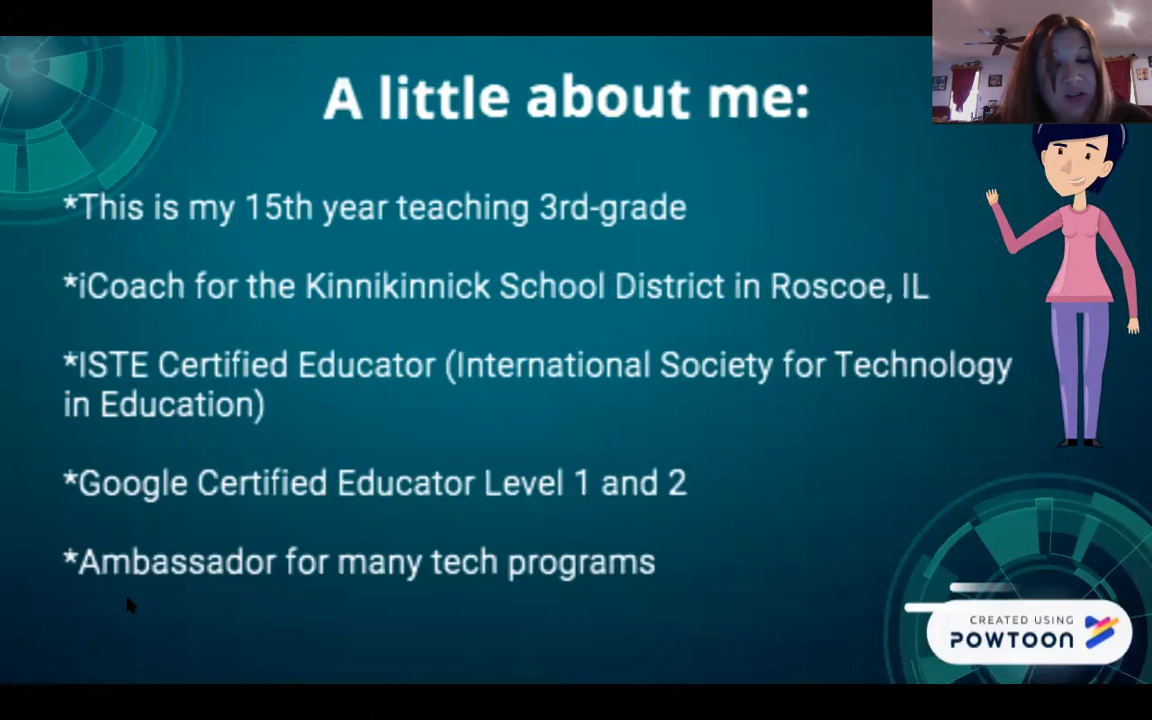 A little about me:
*This is my 15th year teaching 3rd-grade
*iCoach for the Kinnikinnick School District in Roscoe, IL
*ISTE Certified Educator (International Society for Technology
in Education)
*Google Certified Educator Level 1 and 2
*Ambassador for many tech programs
CREATED USING
POWTOON